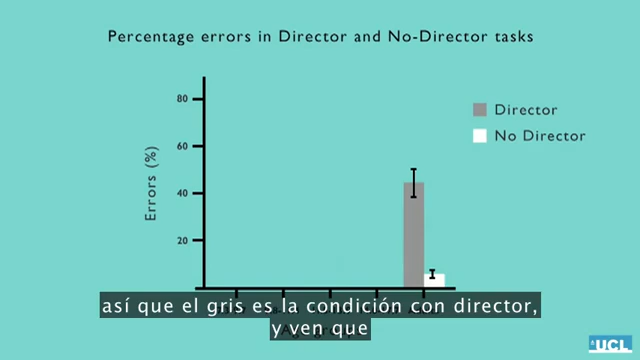 Percentage errors in Director and No-Director tasks
80
60
40
20
Errors (%)
Director
No Director
así que el gris es la condición con director,
y ven que
UCL